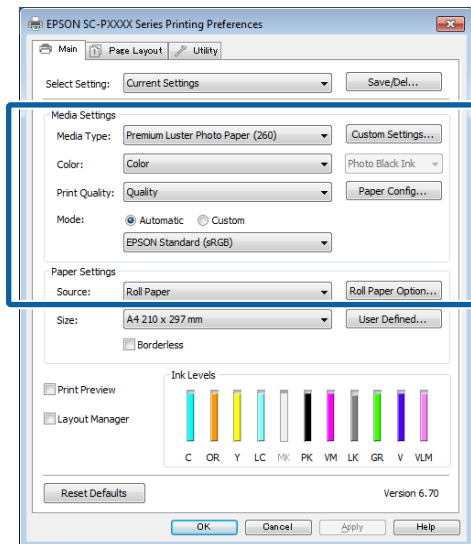 EPSON SC-PXXXX Series Printing Preferences
Main Page Layout Utility
Select Setting: Current Settings Save/Del...
Media Settings
Media Type: Premium Luster Photo Paper (260) Custom Settings...
Color: Color Photo Black Ink
Print Quality: Quality Paper Config...
Mode: Automatic Custom
EPSON Standard (sRGB)
Paper Settings
Source: Roll Paper Roll Paper Option...
Size: A4 210 x 297 mm User Defined...
Borderless
Ink Levels
Print Preview
Layout Manager
C OR Y LC MK PK VM LK GR V VLM
Reset Defaults Version 6.70
OK Cancel Apply Help